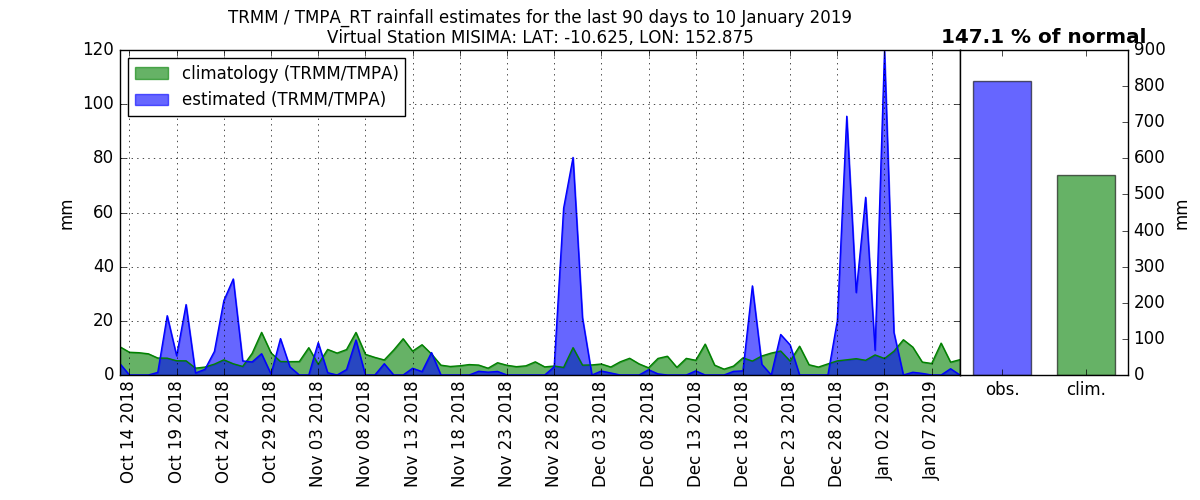 TRMM / TMPA_RT rainfall estimates for the last 90 days to 10 January 2019
Virtual Station MISIMA: LAT: -10.625, LON: 152.875
147.1 % of normal
climatology (TRMM/TMPA)
estimated (TRMM/TMPA)
mm
120
100
80
60
40
20
0
Oct 14 2018
Oct 19 2018
Oct 24 2018
Oct 29 2018
Nov 03 2018
Nov 08 2018
Nov 13 2018
Nov 18 2018
Nov 23 2018
Nov 28 2018
Dec 03 2018
Dec 08 2018
Dec 13 2018
Dec 18 2018
Dec 23 2018
Dec 28 2018
Jan 02 2019
Jan 07 2019
obs.
clim.
900
800
700
600
500
400
300
200
100
0
mm